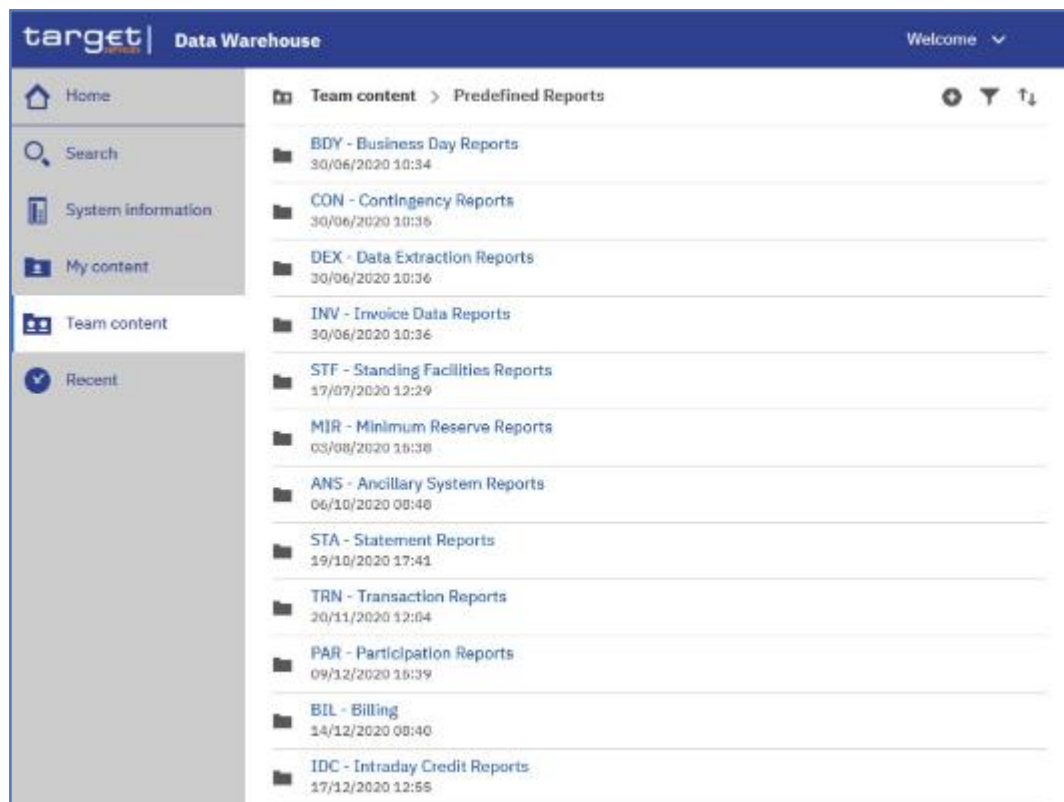 target| Data Warehouse
services
Welcome
Home
Search
System information
My content
Team content
Recent
Team content > Predefined Reports
BDY - Business Day Reports
30/06/2020 10:34
CON - Contingency Reports
30/06/2020 10:36
DEX - Data Extraction Reports
30/06/2020 10:36
INV - Invoice Data Reports
30/06/2020 10:36
STF - Standing Facilities Reports
17/07/2020 12:29
MIR - Minimum Reserve Reports
03/08/2020 16:38
ANS - Ancillary System Reports
06/10/2020 08:48
STA - Statement Reports
19/10/2020 17:41
TRN - Transaction Reports
20/11/2020 12:04
PAR - Participation Reports
09/12/2020 16:39
BIL - Billing
14/12/2020 08:40
IDC - Intraday Credit Reports
17/12/2020 12:55